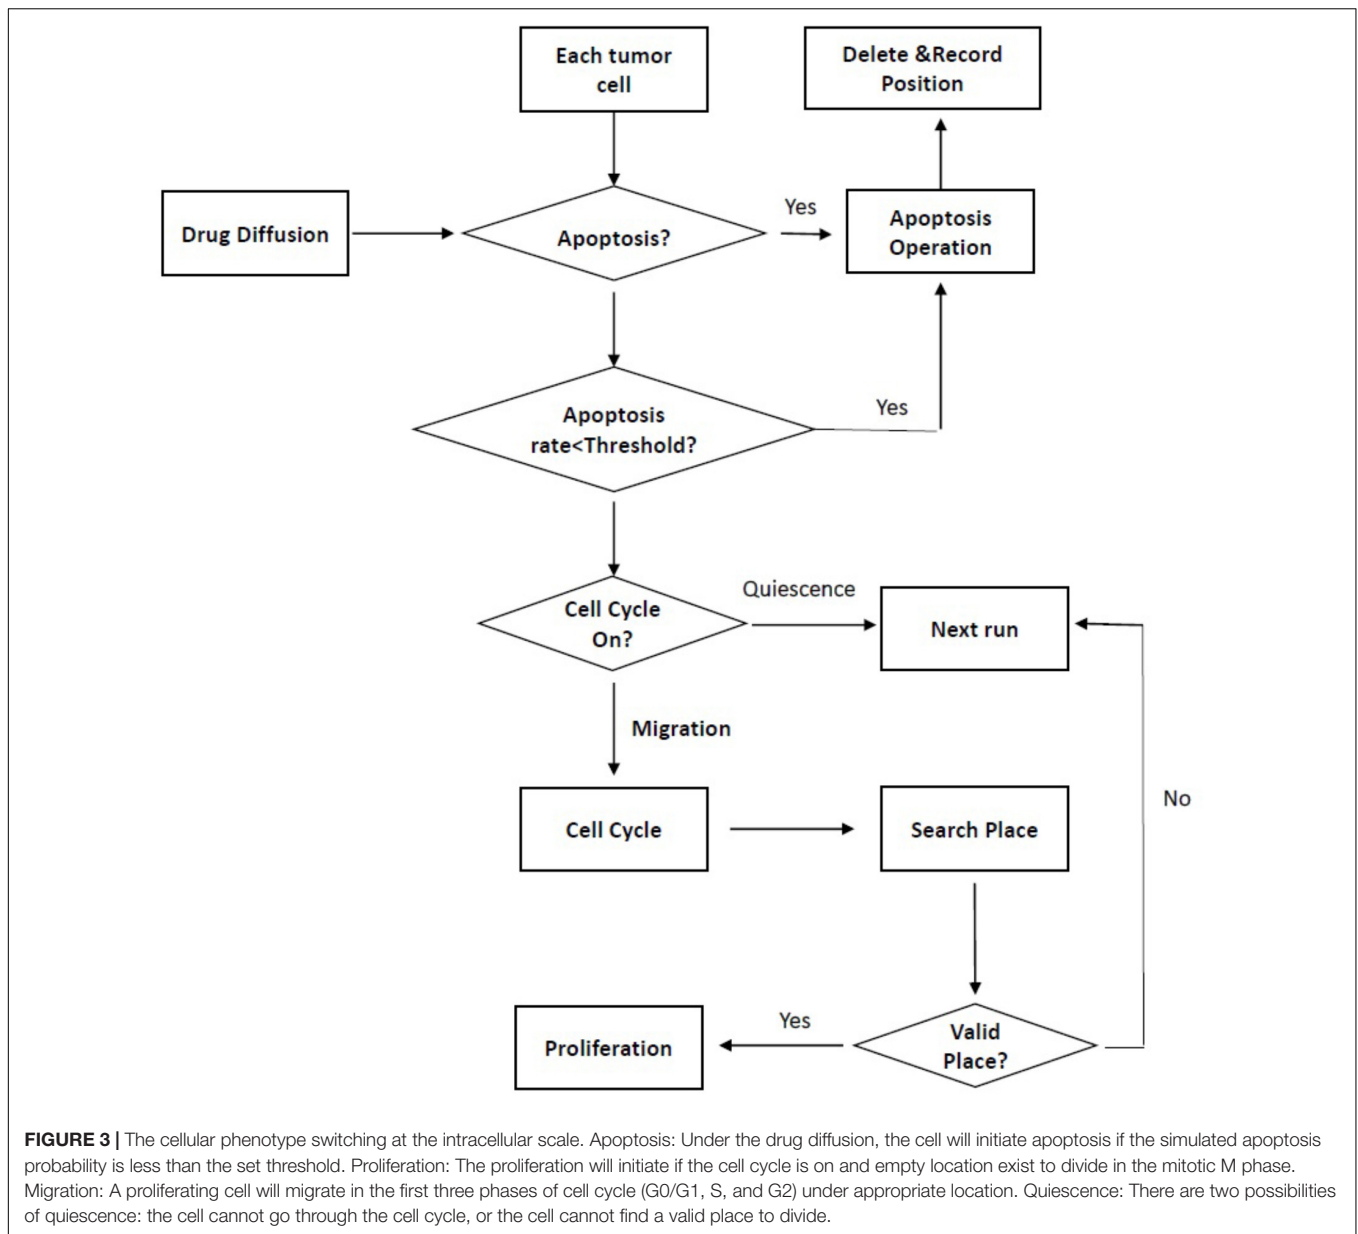 Each tumor
cell
Delete &Record
Position
Drug Diffusion
Apoptosis?
Yes
Apoptosis
Operation
Apoptosis
rate<Threshold?
Yes
Cell Cycle
On?
Quiescence
Next run
Migration
Cell Cycle
Search Place
No
Proliferation
Yes
Valid
Place?
FIGURE 3 | The cellular phenotype switching at the intracellular scale. Apoptosis: Under the drug diffusion, the cell will initiate apoptosis if the simulated apoptosis
probability is less than the set threshold. Proliferation: The proliferation will initiate if the cell cycle is on and empty location exist to divide in the mitotic M phase.
Migration: A proliferating cell will migrate in the first three phases of cell cycle (G0/G1, S, and G2) under appropriate location. Quiescence: There are two possibilities
of quiescence: the cell cannot go through the cell cycle, or the cell cannot find a valid place to divide.